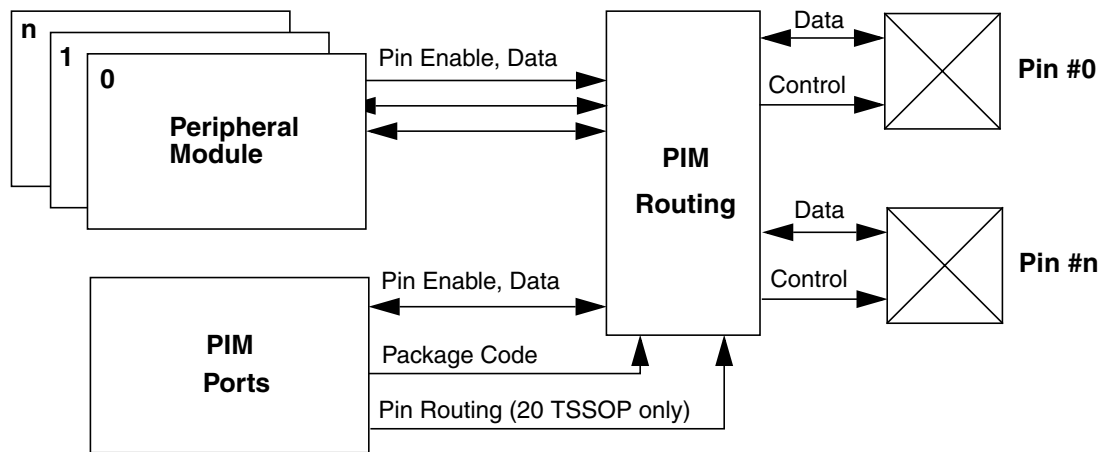 n
1
0
Peripheral
Module
Pin Enable, Data
PIM
Routing
Data
Control
Pin #0
Data
Control
Pin #n
PIM
Ports
Pin Enable, Data
Package Code
Pin Routing (20 TSSOP only)